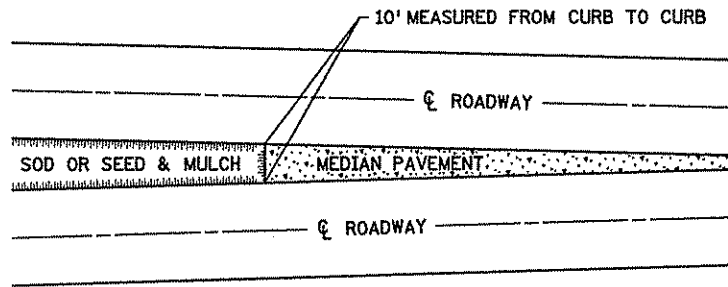 10' MEASURED FROM CURB TO CURB
℄ ROADWAY
SOD OR SEED & MULCH
MEDIAN PAVEMENT
℄ ROADWAY